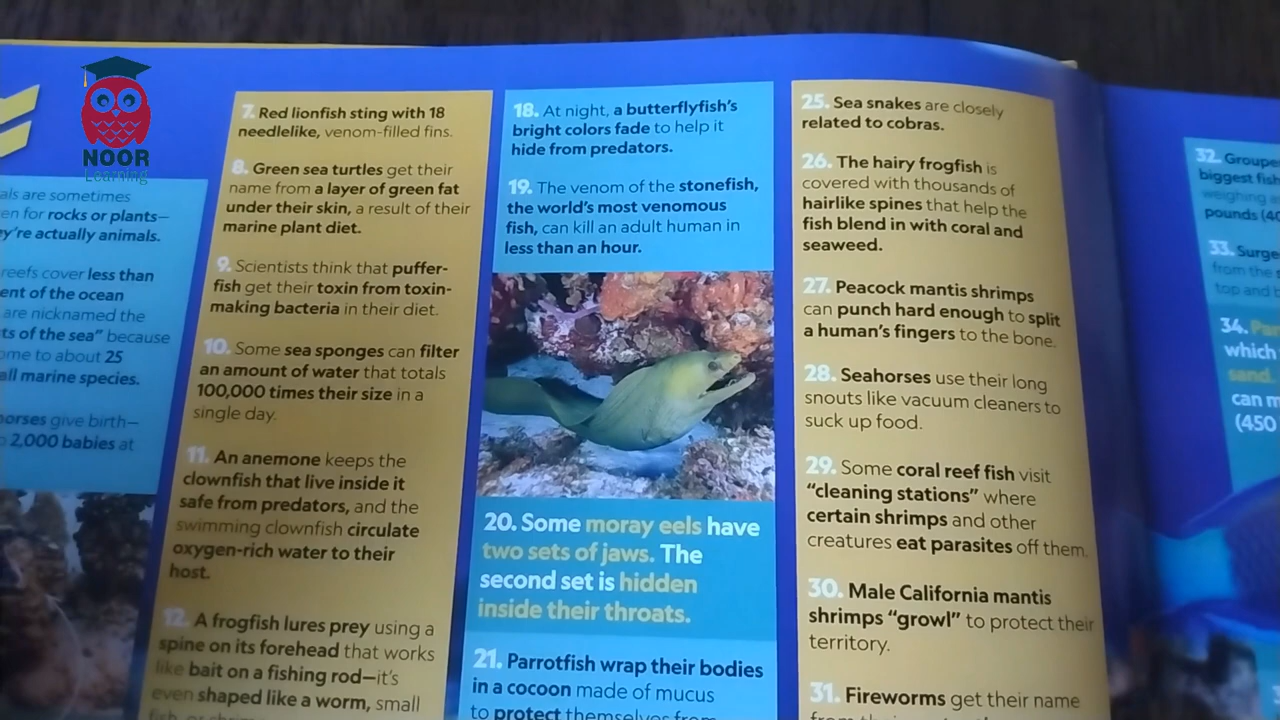 NOOR
Learning
als are sometimes
en for rocks or plants—
ey're actually animals.
reefs cover less than
ent of the ocean
are nicknamed the
ts of the sea" because
ome to about 25
all marine species.
orses give birth—
2,000 babies at
7. Red lionfish sting with 18
needlelike, venom-filled fins.
8. Green sea turtles get their
name from a layer of green fat
under their skin, a result of their
marine plant diet.
9. Scientists think that puffer-
fish get their toxin from toxin-
making bacteria in their diet.
10. Some sea sponges can filter
an amount of water that totals
100,000 times their size in a
single day.
11. An anemone keeps the
clownfish that live inside it
safe from predators, and the
swimming clownfish circulate
oxygen-rich water to their
host.
12. A frogfish lures prey using a
spine on its forehead that works
like bait on a fishing rod—it's
even shaped like a worm, small
fish, or
18. At night, a butterflyfish's
bright colors fade to help it
hide from predators.
19. The venom of the stonefish,
the world's most venomous
fish, can kill an adult human in
less than an hour.
20. Some moray eels have
two sets of jaws. The
second set is hidden
inside their throats.
21. Parrotfish wrap their bodies
in a cocoon made of mucus
to protect themselves from
25. Sea snakes are closely
related to cobras.
26. The hairy frogfish is
covered with thousands of
hairlike spines that help the
fish blend in with coral and
seaweed.
27. Peacock mantis shrimps
can punch hard enough to split
a human's fingers to the bone.
28. Seahorses use their long
snouts like vacuum cleaners to
suck up food.
29. Some coral reef fish visit
"cleaning stations" where
certain shrimps and other
creatures eat parasites off them.
30. Male California mantis
shrimps "growl" to protect their
territory.
31. Fireworms get their name
32. Groupe
biggest fish
weighing
pounds (40
33. Surge
from the
top and b
34. Par
which
sand.
can m
(450